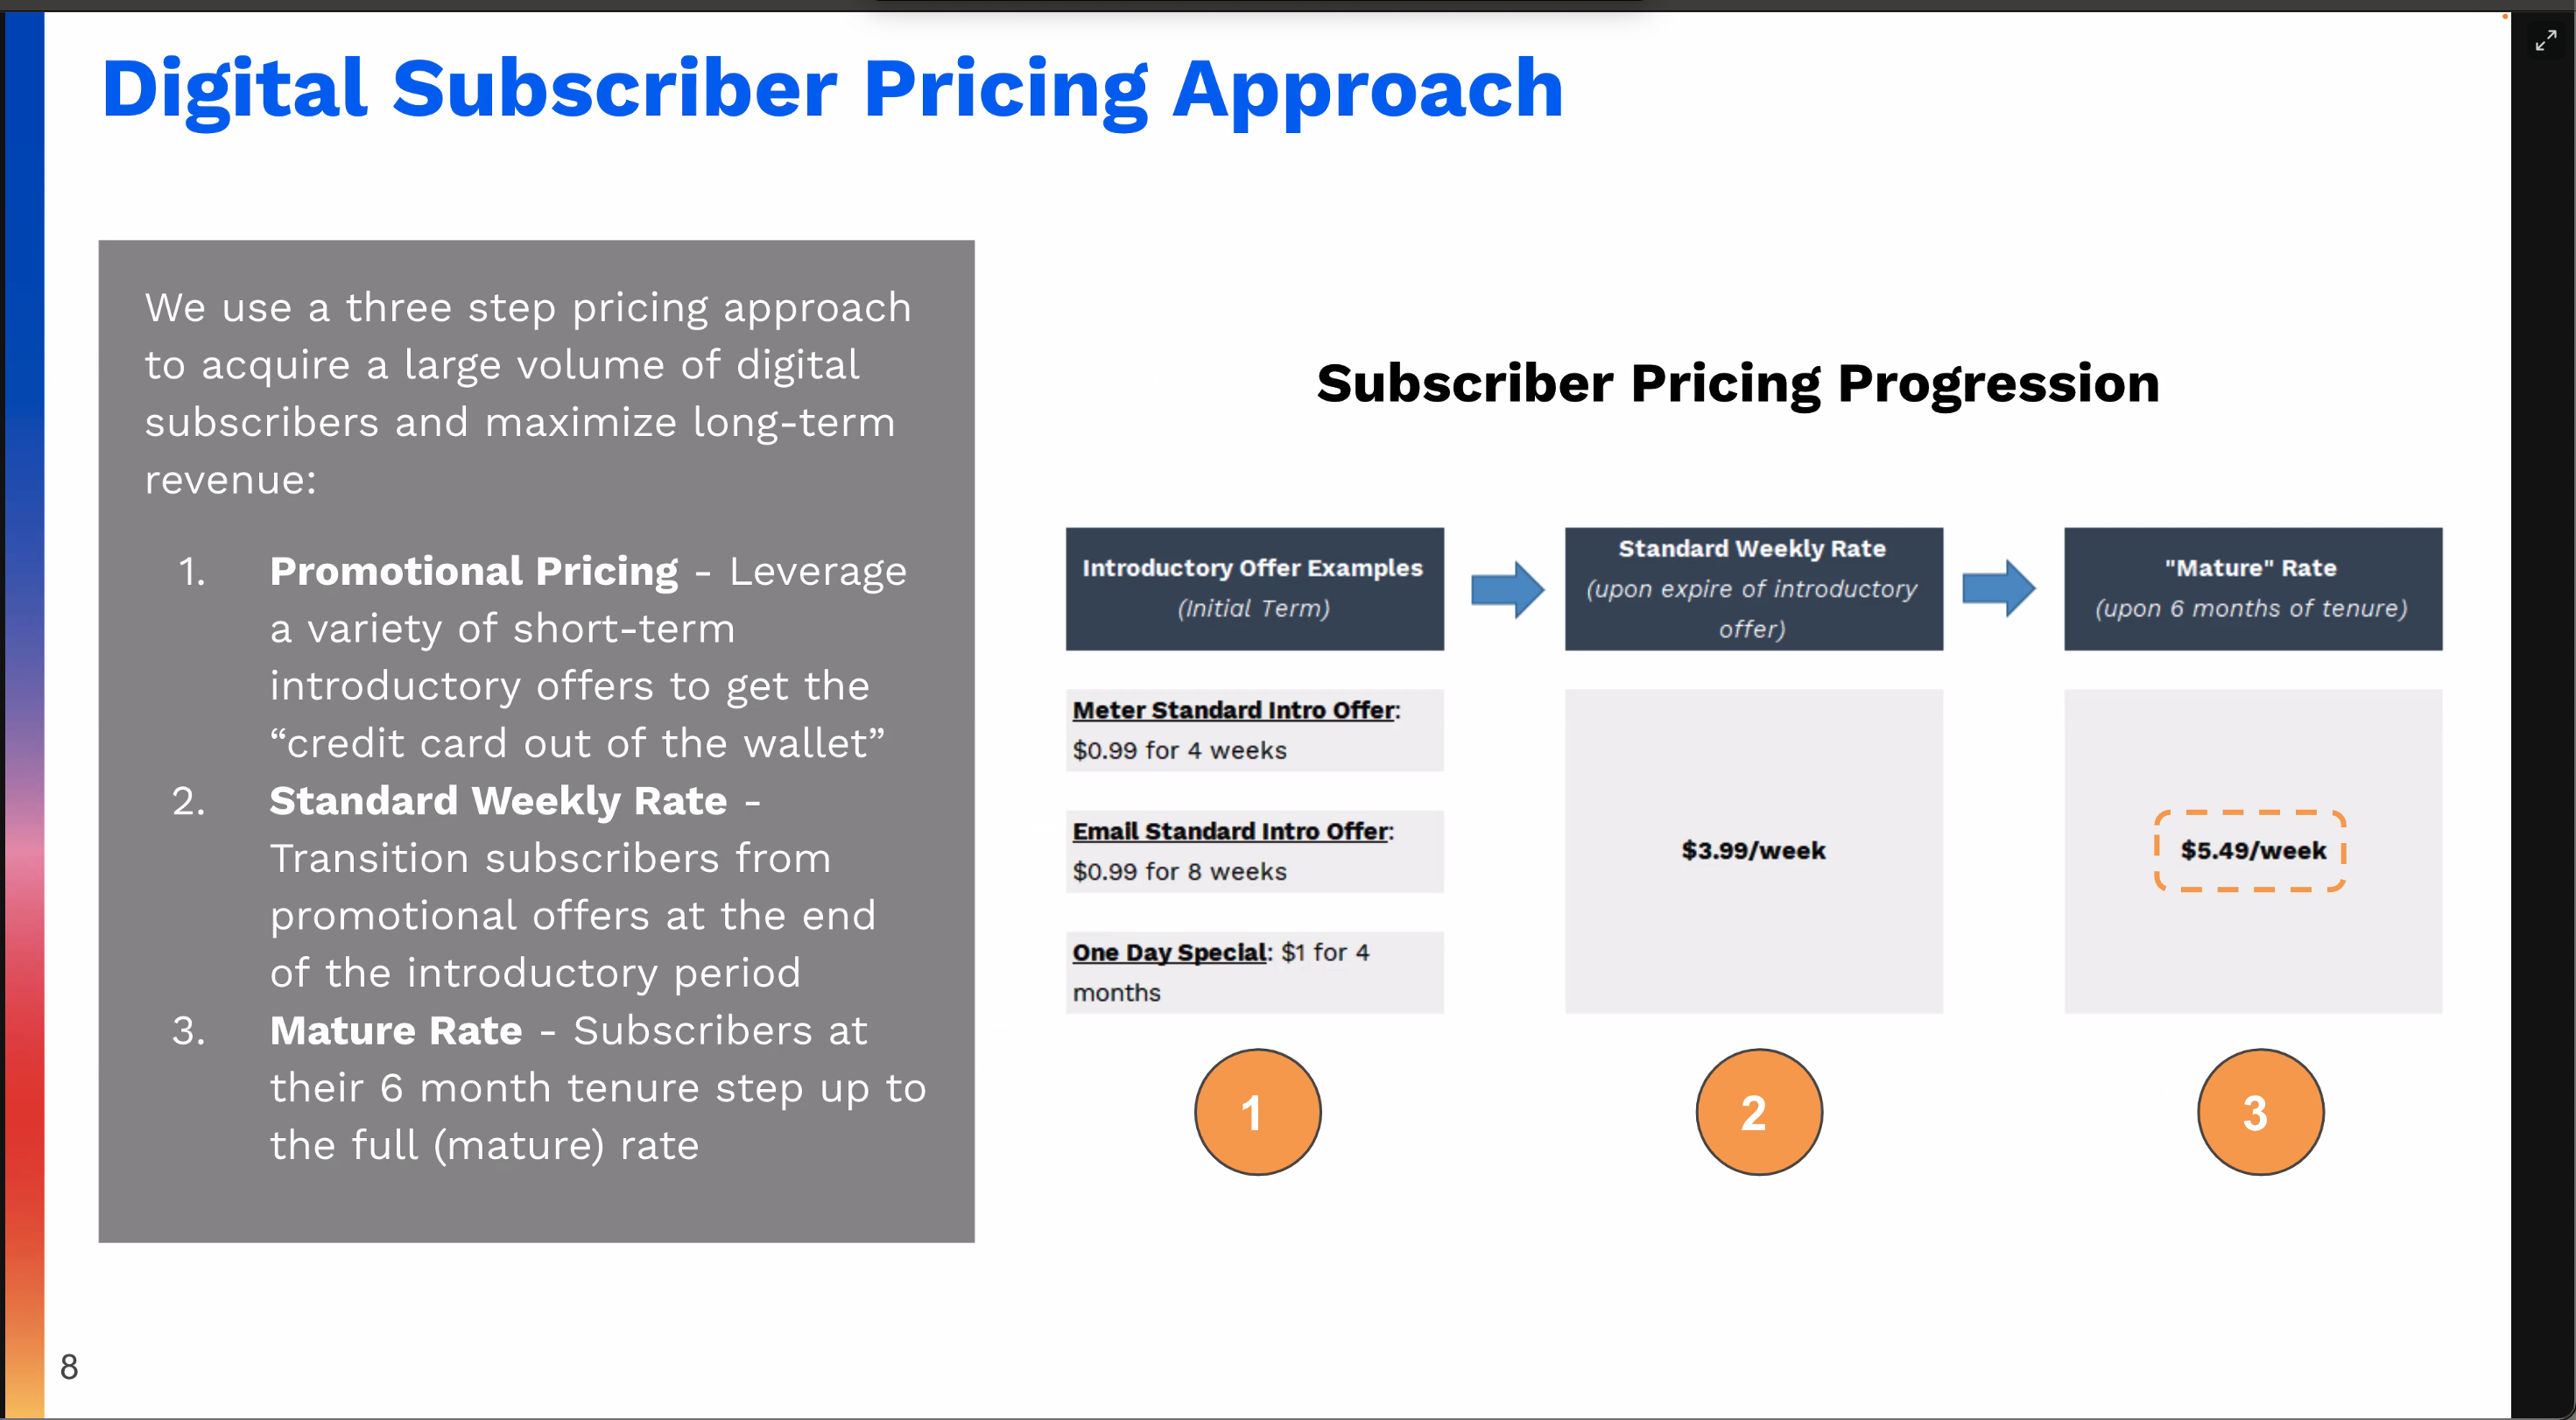 Digital Subscriber Pricing Approach
We use a three step pricing approach
to acquire a large volume of digital
subscribers and maximize long-term
revenue:
1. Promotional Pricing - Leverage
a variety of short-term
introductory offers to get the
“credit card out of the wallet”
2. Standard Weekly Rate -
Transition subscribers from
promotional offers at the end
of the introductory period
3. Mature Rate - Subscribers at
their 6 month tenure step up to
the full (mature) rate
Subscriber Pricing Progression
Introductory Offer Examples
(Initial Term)
Meter Standard Intro Offer:
$0.99 for 4 weeks
Email Standard Intro Offer:
$0.99 for 8 weeks
One Day Special: $1 for 4
months
1
Standard Weekly Rate
(upon expire of introductory
offer)
$3.99/week
2
"Mature" Rate
(upon 6 months of tenure)
$5.49/week
3
8